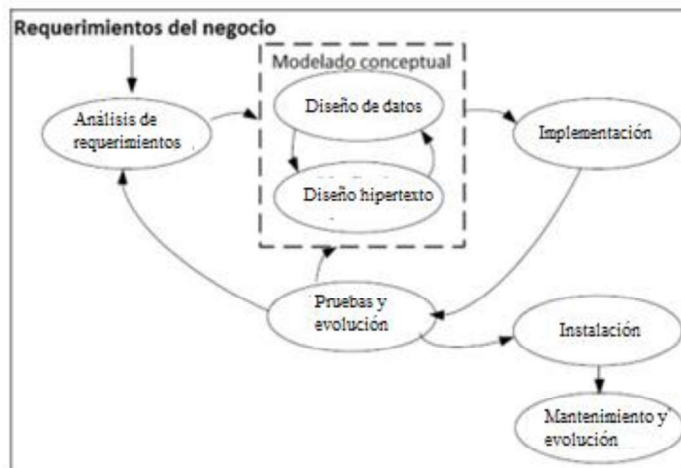 Requerimientos del negocio
Modelado conceptual
Análisis de
requerimientos
Diseño de datos
Diseño hipertexto
Implementación
Pruebas y
evolución
Instalación
Mantenimiento y
evolución